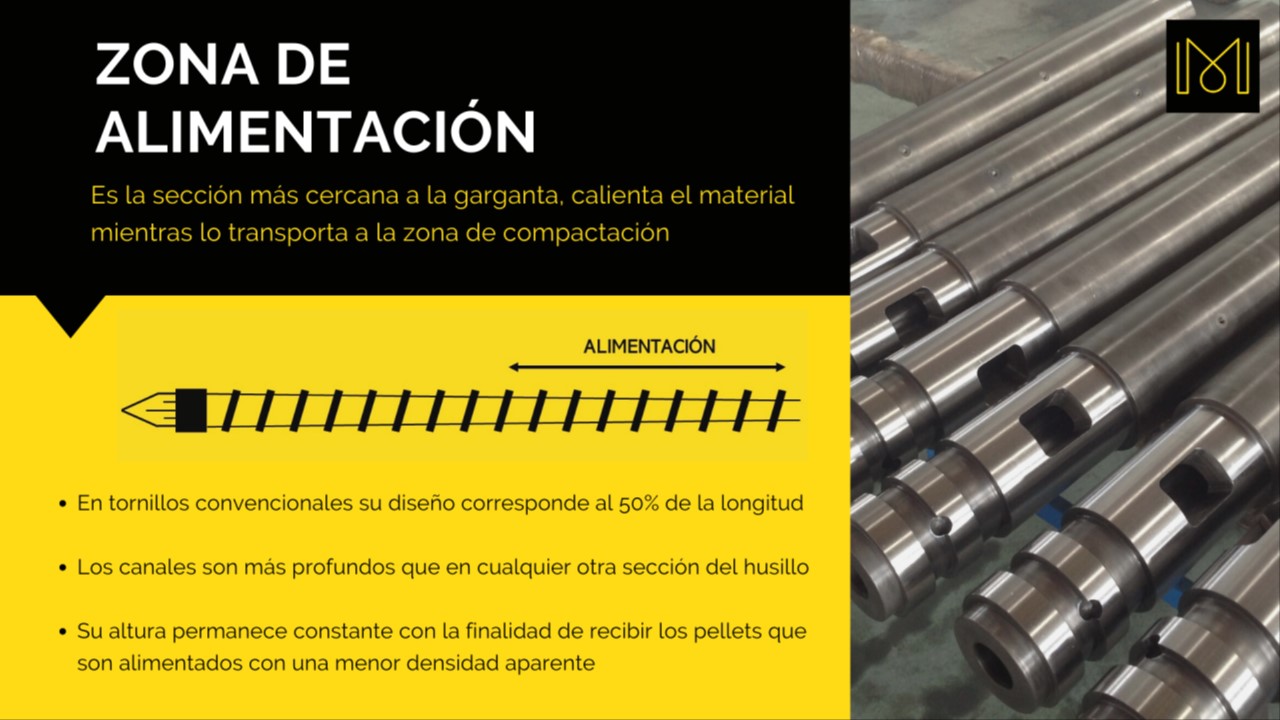 ZONA DE
ALIMENTACIÓN
Es la sección más cercana a la garganta, calienta el material
mientras lo transporta a la zona de compactación
ALIMENTACIÓN
• En tornillos convencionales su diseño corresponde al 50% de la longitud
• Los canales son más profundos que en cualquier otra sección del husillo
• Su altura permanece constante con la finalidad de recibir los pellets que
son alimentados con una menor densidad aparente